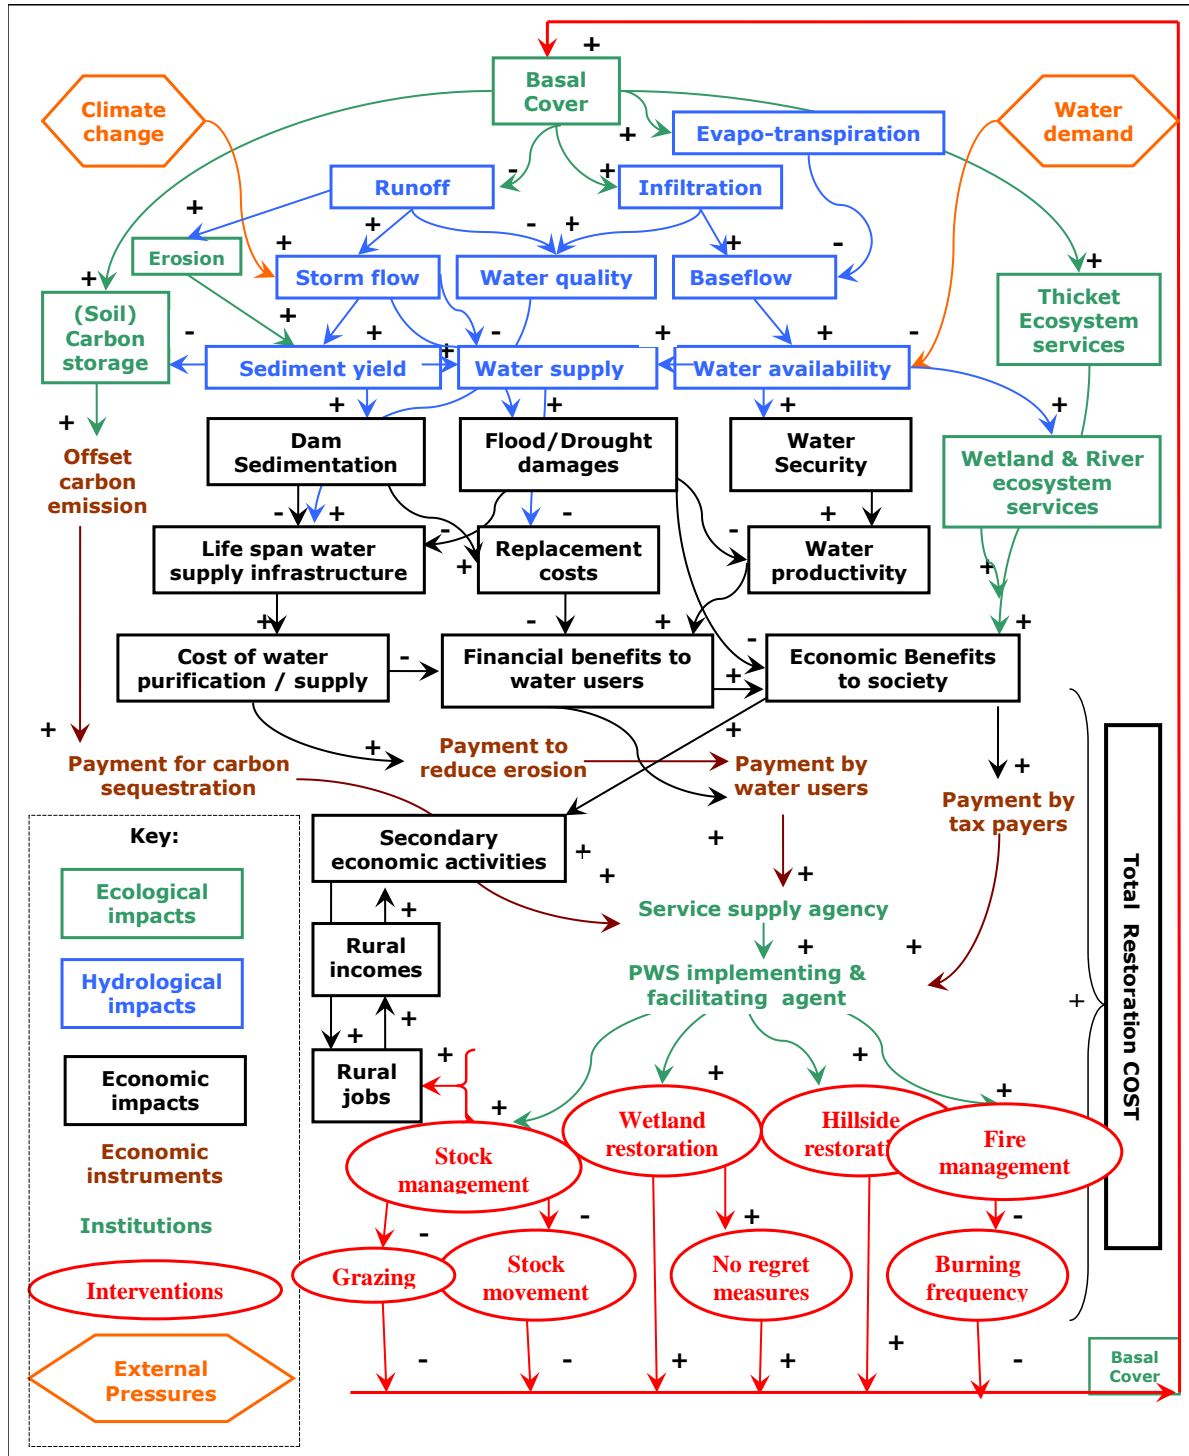 +
Basal
Cover
Climate
change
Water
demand
+
Evapo-transpiration
-
+
Runoff
Infiltration
+
+
-
+
+
+
-
Erosion
+
Storm flow
Water quality
Baseflow
+
Thicket
Ecosystem
services
(Soil)
Carbon
storage
-
+
+
-
+
+
+
-
Sediment yield
Water supply
Water availability
+
+
+
+
+
Dam
Sedimentation
Flood/Drought
damages
Water
Security
Wetland & River
ecosystem
services
Offset
carbon
emission
-
+
-
-
-
+
Life span water
supply infrastructure
+
Replacement
costs
Water
productivity
+
+
-
+
-
+
Cost of water
purification / supply
-
Financial benefits to
water users
+
Economic Benefits
to society
+
+
Payment to
reduce erosion
+
+
Payment for carbon
sequestration
Payment by
water users
+
Payment by
tax payers
Key:
Secondary
economic activities
+
+
+
+
Ecological
impacts
+
Service supply agency
Rural
incomes
+
+
PWS implementing &
facilitating agent
Hydrological
impacts
+
+
+
+
+
Rural
jobs
+
+
+
Economic
impacts
Wetland
restoration
Hillside
restoration
Fire
management
Stock
management
Total Restoration COST
Economic
instruments
Institutions
-
-
+
-
Interventions
Grazing
Stock
movement
No regret
measures
Burning
frequency
External
Pressures
-
-
+
+
+
-
Basal
Cover